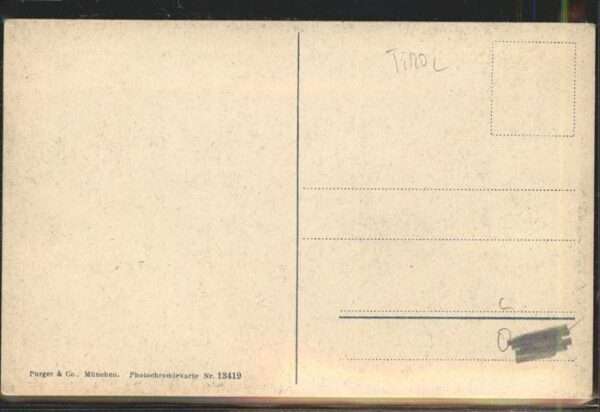 TIROL
C.
Purger & Co., München. Photochromiekarte Nr. 13419